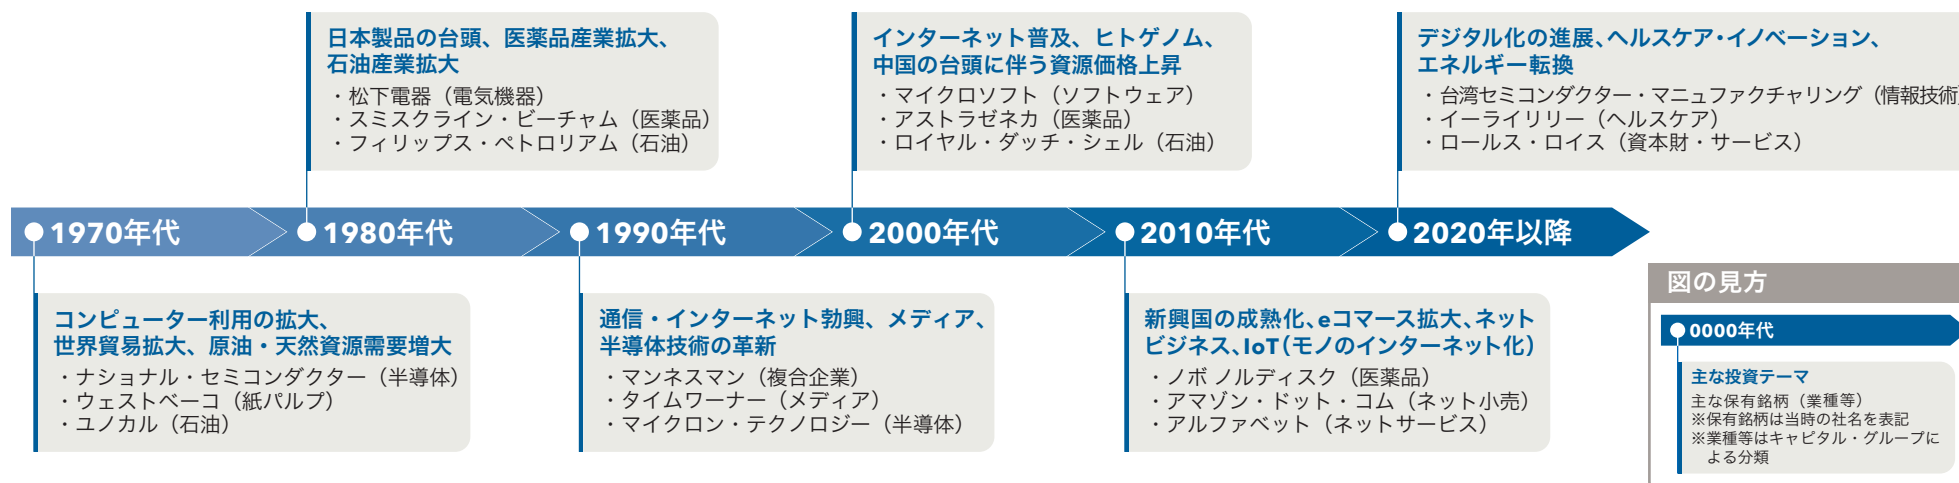 日本製品の台頭、医薬品産業拡大、
石油産業拡大
・松下電器（電気機器）
・スミスクライン・ビーチャム（医薬品）
・フィリップス・ペトロリアム（石油）
インターネット普及、ヒトゲノム、
中国の台頭に伴う資源価格上昇
・マイクロソフト（ソフトウェア）
・アストラゼネカ（医薬品）
・ロイヤル・ダッチ・シェル（石油）
デジタル化の進展、ヘルスケア・イノベーション、
エネルギー転換
・台湾セミコンダクター・マニュファクチャリング（情報技術）
・イーライリリー（ヘルスケア）
・ロールス・ロイス（資本財・サービス）
1970年代
1980年代
1990年代
2000年代
2010年代
2020年以降
コンピューター利用の拡大、
世界貿易拡大、原油・天然資源需要増大
・ナショナル・セミコンダクター（半導体）
・ウェストベーコ（紙パルプ）
・ユノカル（石油）
通信・インターネット勃興、メディア、
半導体技術の革新
・マンネスマン（複合企業）
・タイムワーナー（メディア）
・マイクロン・テクノロジー（半導体）
新興国の成熟化、eコマース拡大、ネット
ビジネス、IoT（モノのインターネット化）
・ノボ ノルディスク（医薬品）
・アマゾン・ドット・コム（ネット小売）
・アルファベット（ネットサービス）
図の見方
0000年代
主な投資テーマ
主な保有銘柄（業種等）
※保有銘柄は当時の社名を表記
※業種等はキャピタル・グループに
よる分類